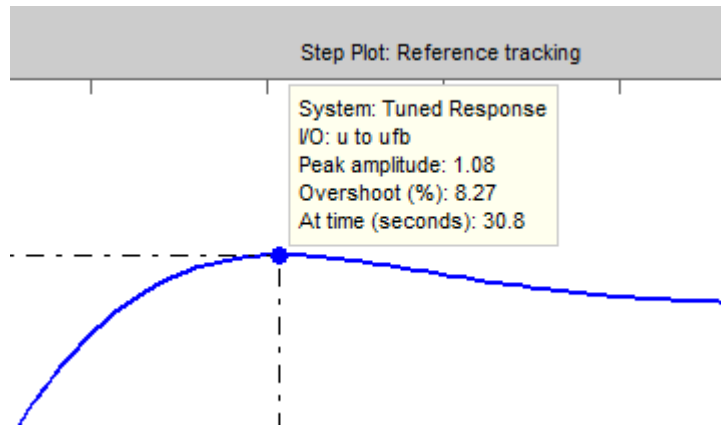 Step Plot: Reference tracking
System: Tuned Response
I/O: u to ufb
Peak amplitude: 1.08
Overshoot (%): 8.27
At time (seconds): 30.8